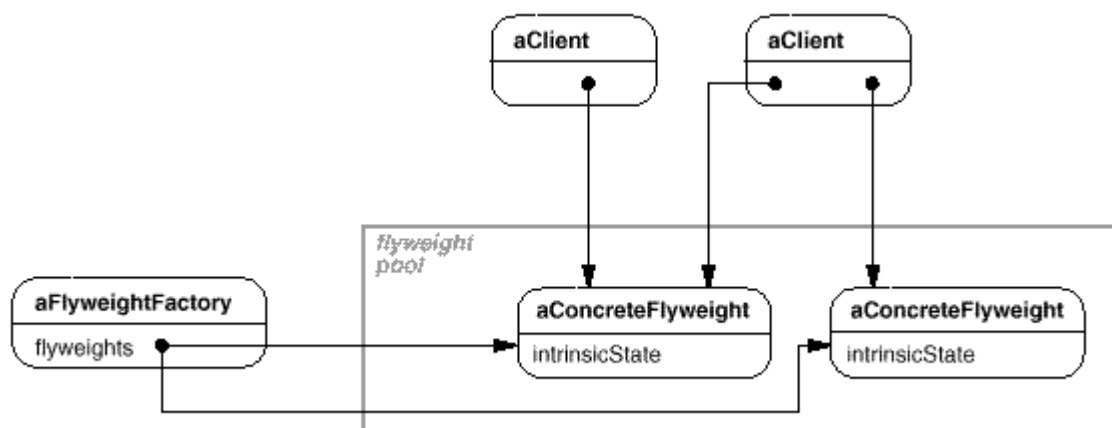 aClient
aClient
flyweight
pool
aFlyweightFactory
flyweights
aConcreteFlyweight
intrinsicState
aConcreteFlyweight
intrinsicState